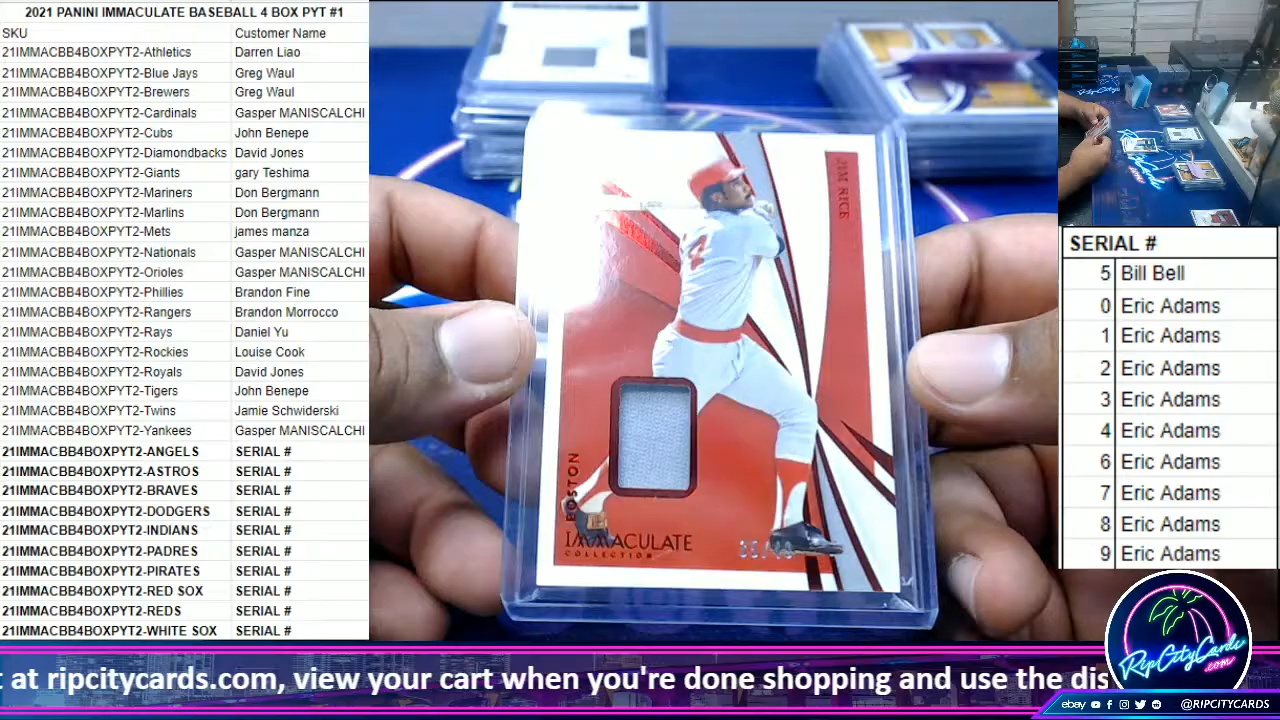 2021 PANINI IMMACULATE BASEBALL 4 BOX PYT #1
SKU Customer Name
21IMMACBB4BOXPYT2-Athletics Darren Liao
21IMMACBB4BOXPYT2-Blue Jays Greg Waul
21IMMACBB4BOXPYT2-Brewers Greg Waul
21IMMACBB4BOXPYT2-Cardinals Gasper MANISCALCHI
21IMMACBB4BOXPYT2-Cubs John Benepe
21IMMACBB4BOXPYT2-Diamondbacks David Jones
21IMMACBB4BOXPYT2-Giants gary Teshima
21IMMACBB4BOXPYT2-Mariners Don Bergmann
21IMMACBB4BOXPYT2-Marlins Don Bergmann
21IMMACBB4BOXPYT2-Mets james manza
21IMMACBB4BOXPYT2-Nationals Gasper MANISCALCHI
21IMMACBB4BOXPYT2-Orioles Gasper MANISCALCHI
21IMMACBB4BOXPYT2-Phillies Brandon Fine
21IMMACBB4BOXPYT2-Rangers Brandon Morrocco
21IMMACBB4BOXPYT2-Rays Daniel Yu
21IMMACBB4BOXPYT2-Rockies Louise Cook
21IMMACBB4BOXPYT2-Royals David Jones
21IMMACBB4BOXPYT2-Tigers John Benepe
21IMMACBB4BOXPYT2-Twins Jamie Schwiderski
21IMMACBB4BOXPYT2-Yankees Gasper MANISCALCHI
21IMMACBB4BOXPYT2-ANGELS SERIAL #
21IMMACBB4BOXPYT2-ASTROS SERIAL #
21IMMACBB4BOXPYT2-BRAVES SERIAL #
21IMMACBB4BOXPYT2-DODGERS SERIAL #
21IMMACBB4BOXPYT2-INDIANS SERIAL #
21IMMACBB4BOXPYT2-PADRES SERIAL #
21IMMACBB4BOXPYT2-PIRATES SERIAL #
21IMMACBB4BOXPYT2-RED SOX SERIAL #
21IMMACBB4BOXPYT2-REDS SERIAL #
21IMMACBB4BOXPYT2-WHITE SOX SERIAL #
JIM RICE
BOSTON
IMMACULATE
COLLECTION
SERIAL #
5 Bill Bell
0 Eric Adams
1 Eric Adams
2 Eric Adams
3 Eric Adams
4 Eric Adams
6 Eric Adams
7 Eric Adams
8 Eric Adams
9 Eric Adams
at ripcitycards.com, view your cart when you're done shopping and use the dis
RipCityCards
.com
ebay @RIPCITYCARDS